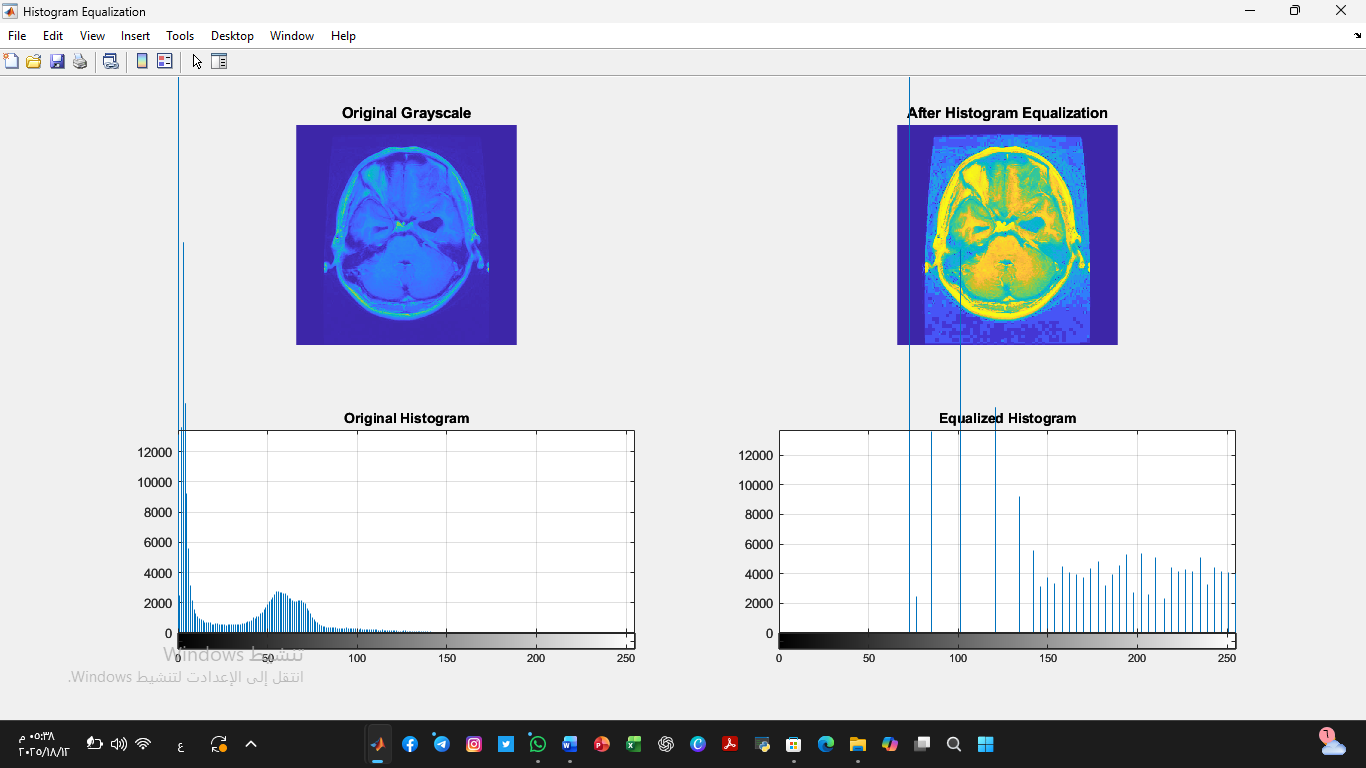 Histogram Equalization
File Edit View Insert Tools Desktop Window Help
Original Grayscale
After Histogram Equalization
Original Histogram
12000
10000
8000
6000
4000
2000
0
0 50 100 150 200 250
Equalized Histogram
12000
10000
8000
6000
4000
2000
0
0 50 100 150 200 250
تنشيط Windows
انتقل إلى الإعدادت لتنشيط Windows.
٠٥:٣٨ م
٢٠٢٥/١٨/١٢
ع
٦